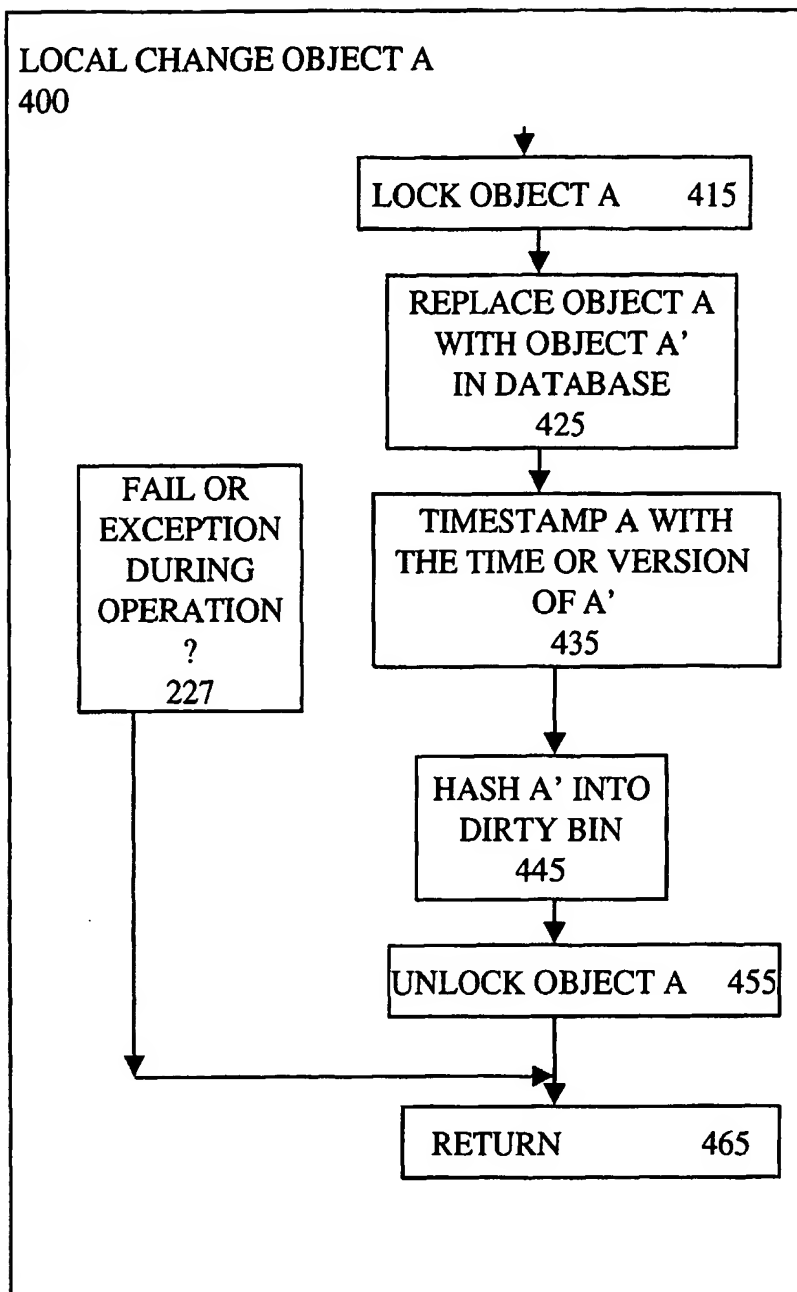 LOCAL CHANGE OBJECT A
400
LOCK OBJECT A 415
REPLACE OBJECT A
WITH OBJECT A'
IN DATABASE
425
FAIL OR
EXCEPTION
DURING
OPERATION
?
227
TIMESTAMP A WITH
THE TIME OR VERSION
OF A'
435
HASH A' INTO
DIRTY BIN
445
UNLOCK OBJECT A 455
RETURN 465